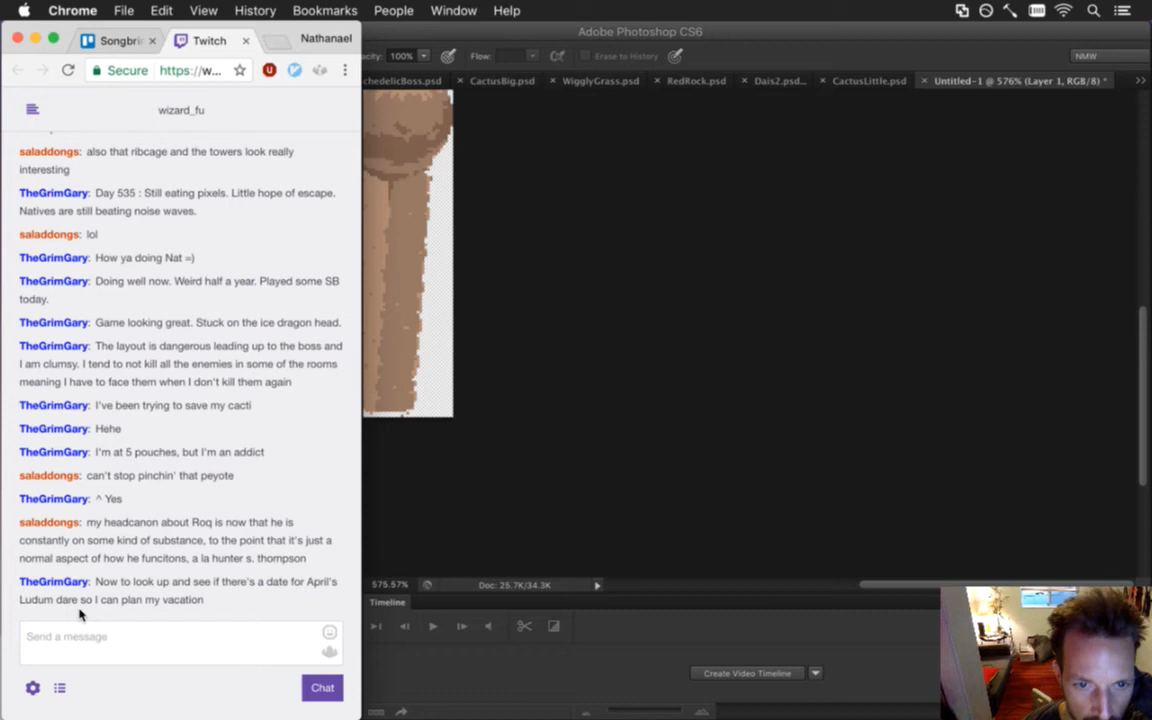 Chrome File Edit View History Bookmarks People Window Help
Adobe Photoshop CS6
Songbri × Twitch × Nathanael
100% Flow: Erase to History NMW
Secure https://w...
chedelicBoss.psd × CactusBig.psd × WigglyGrass.psd × RedRock.psd × Dais2.psd... × CactusLittle.psd × Untitled-1 @ 576% (Layer 1, RGB/8) *
wizard_fu
saladdongs: also that ribcage and the towers look really
interesting
TheGrimGary: Day 535 : Still eating pixels. Little hope of escape.
Natives are still beating noise waves.
saladdongs: lol
TheGrimGary: How ya doing Nat =)
TheGrimGary: Doing well now. Weird half a year. Played some SB
today.
TheGrimGary: Game looking great. Stuck on the ice dragon head.
TheGrimGary: The layout is dangerous leading up to the boss and
I am clumsy. I tend to not kill all the enemies in some of the rooms
meaning I have to face them when I don't kill them again
TheGrimGary: I've been trying to save my cacti
TheGrimGary: Hehe
TheGrimGary: I'm at 5 pouches, but I'm an addict
saladdongs: can't stop pinchin' that peyote
TheGrimGary: ^ Yes
saladdongs: my headcanon about Roq is now that he is
constantly on some kind of substance, to the point that it's just a
normal aspect of how he funcitons, a la hunter s. thompson
TheGrimGary: Now to look up and see if there's a date for April's
Ludum dare so I can plan my vacation
575.57% Doc: 25.7K/34.3K
Timeline
Send a message
Create Video Timeline
Chat